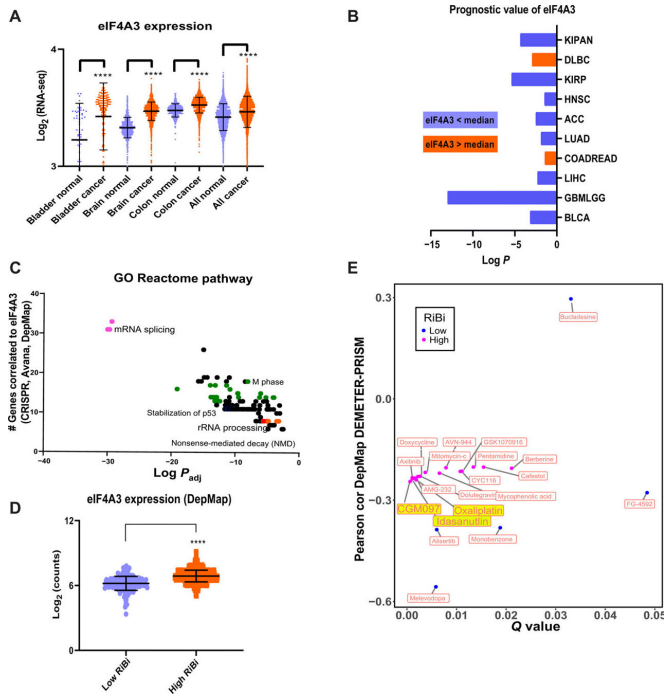 A
eIF4A3 expression
Log2 (RNA-seq)
4
3
****
****
****
****
Bladder normal
Bladder cancer
Brain normal
Brain cancer
Colon normal
Colon cancer
All normal
All cancer
B
Prognostic value of eIF4A3
KIPAN
DLBC
KIRP
HNSC
ACC
LUAD
COADREAD
LIHC
GBMLGG
BLCA
eIF4A3 < median
eIF4A3 > median
−15
−10
−5
0
Log P
C
GO Reactome pathway
# Genes correlated to eIF4A3
(CRISPR, Avana, DepMap)
40
30
20
10
0
mRNA splicing
M phase
Stabilization of p53
rRNA processing
Nonsense-mediated decay (NMD)
−40
−30
−20
−10
0
Log Padj
D
eIF4A3 expression (DepMap)
Log2 (counts)
12
9
6
3
0
****
Low RiBi
High RiBi
E
Pearson cor DepMap DEMETER-PRISM
0.3
0.0
−0.3
−0.6
RiBi
Low
High
Bucladesine
Doxycycline
AVN-944
GSK1070916
Axitinib
Mitomycin-c
Pentamidine
Berberine
CYC116
Cafestol
AMG-232
Dolutegravir
Mycophenolic acid
CGM097
Oxaliplatin
Idasanutlin
FG-4592
Alisertib
Monobenzone
Metevodopa
0.00
0.01
0.02
0.03
0.04
0.05
Q value